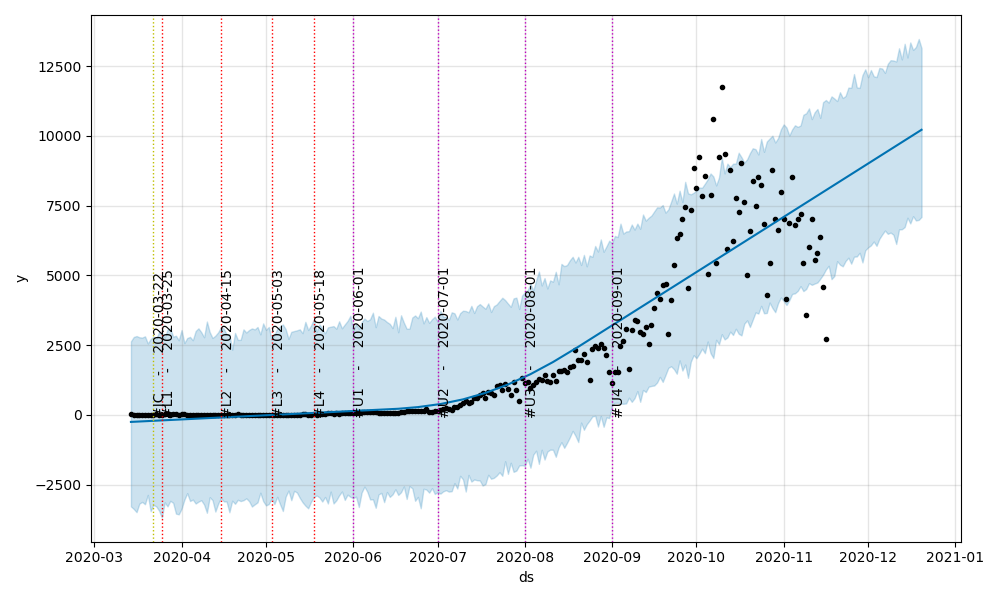 y
12500
10000
7500
5000
2500
0
−2500
#JC - 2020-03-22
#L1 - 2020-03-25
#L2 - 2020-04-15
#L3 - 2020-05-03
#L4 - 2020-05-18
#U1 - 2020-06-01
#U2 - 2020-07-01
#U3 - 2020-08-01
#U4 - 2020-09-01
2020-03
2020-04
2020-05
2020-06
2020-07
2020-08
2020-09
2020-10
2020-11
2020-12
2021-01
ds